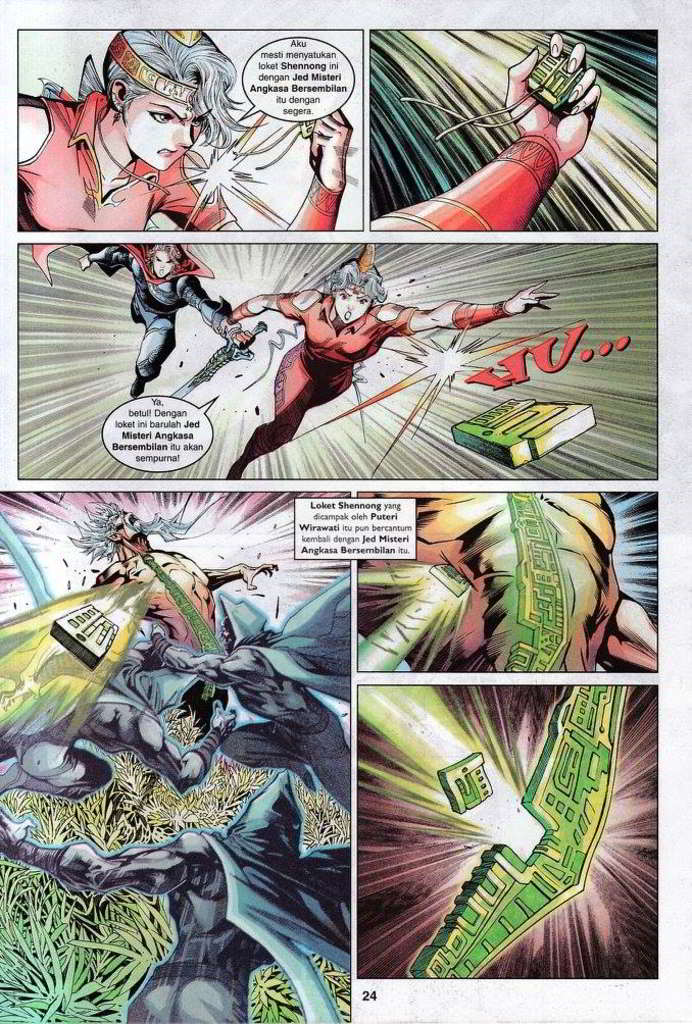 Aku
mesti menyatukan
loket Shennong ini
dengan Jed Misteri
Angkasa Bersembilan
itu dengan
segera.
WU...
Ya,
betul! Dengan
loket ini barulah Jed
Misteri Angkasa
Bersembilan itu akan
sempurna!
Loket Shennong yang
dicampak oleh Puteri
Wirawati itu pun bercantum
kembali dengan Jed Misteri
Angkasa Bersembilan itu.
24